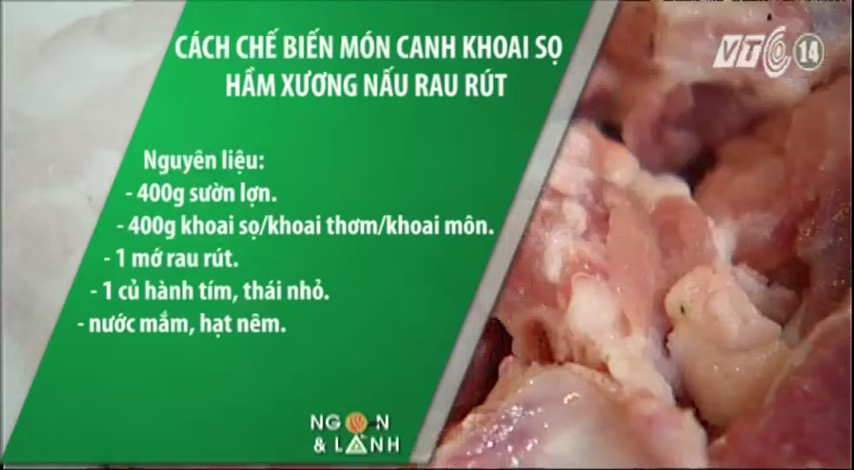 CÁCH CHẾ BIẾN MÓN CANH KHOAI SỌ
HẦM XƯƠNG NẤU RAU RÚT
VTC 14
Nguyên liệu:
- 400g sườn lợn.
- 400g khoai sọ/khoai thơm/khoai môn.
- 1 mớ rau rút.
- 1 củ hành tím, thái nhỏ.
- nước mắm, hạt nêm.
NGON
& LÀNH